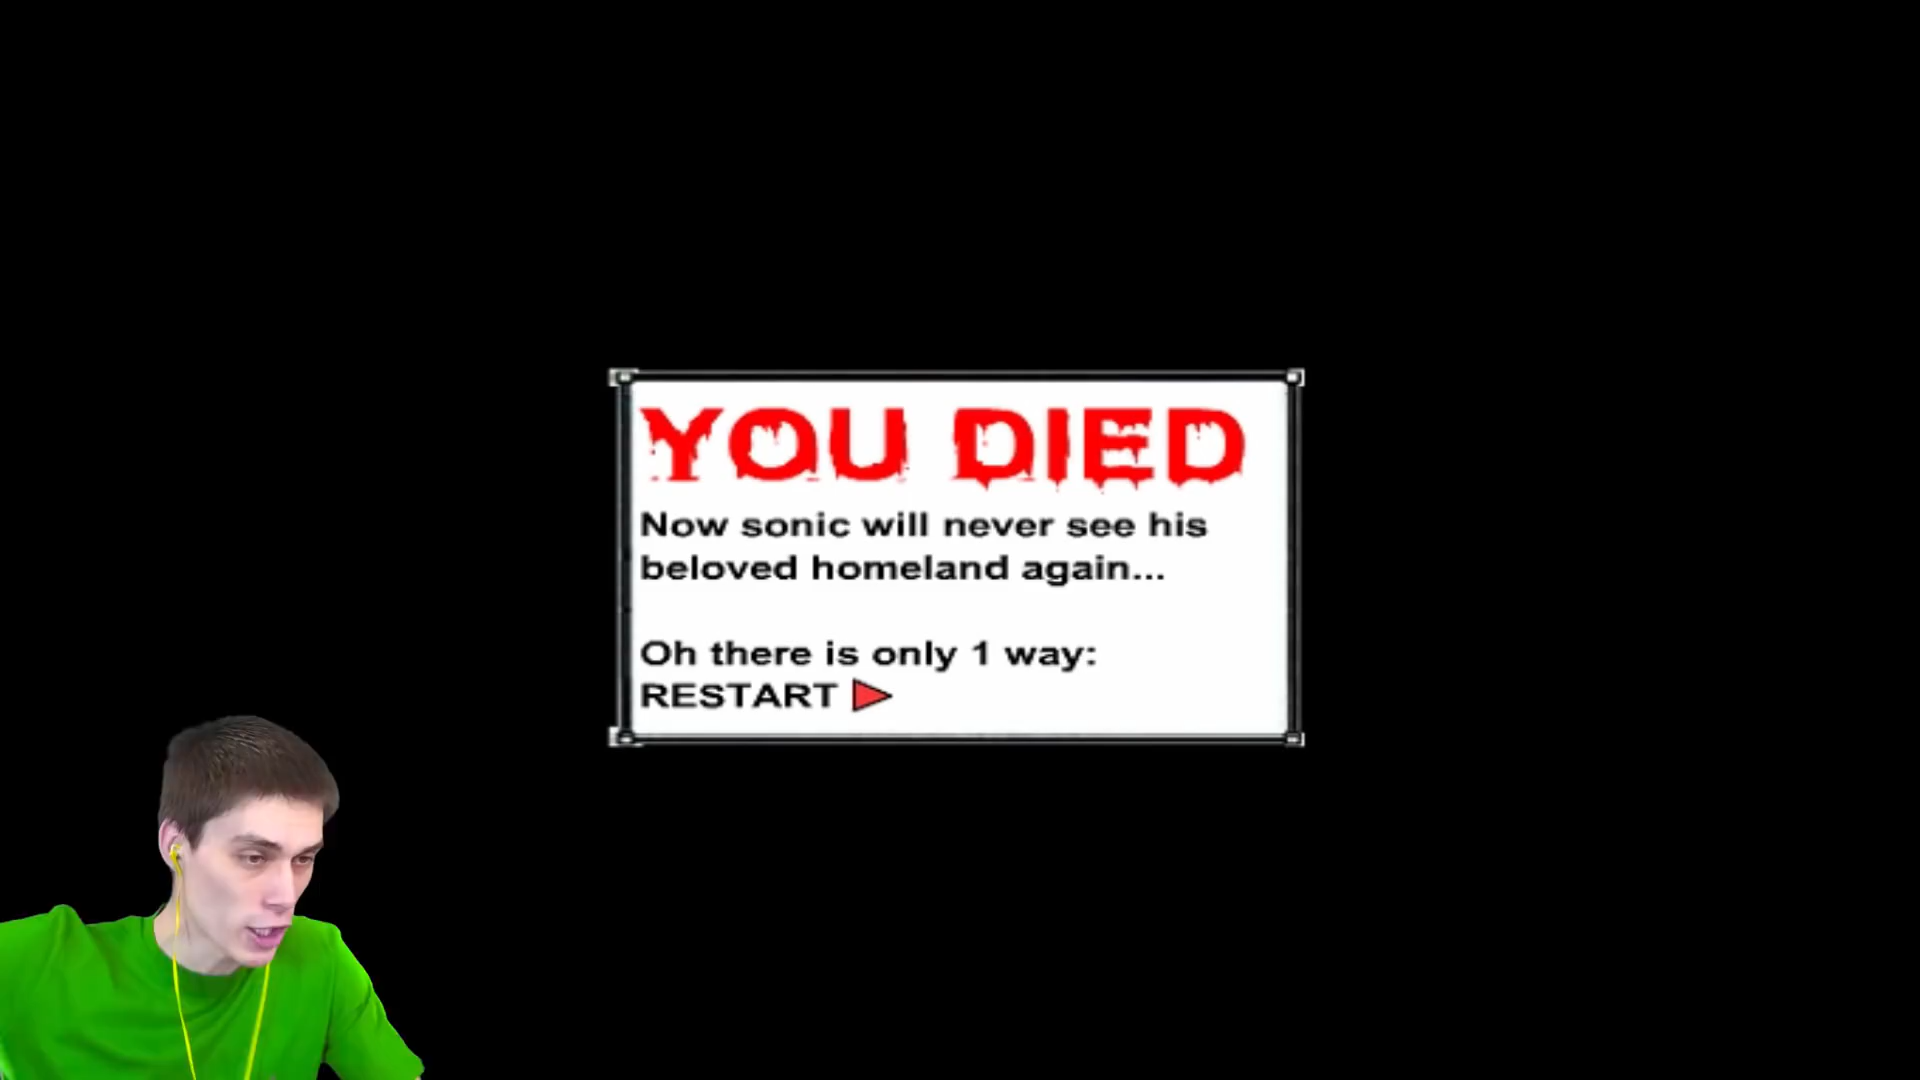 YOU DIED
Now sonic will never see his
beloved homeland again...
Oh there is only 1 way:
RESTART